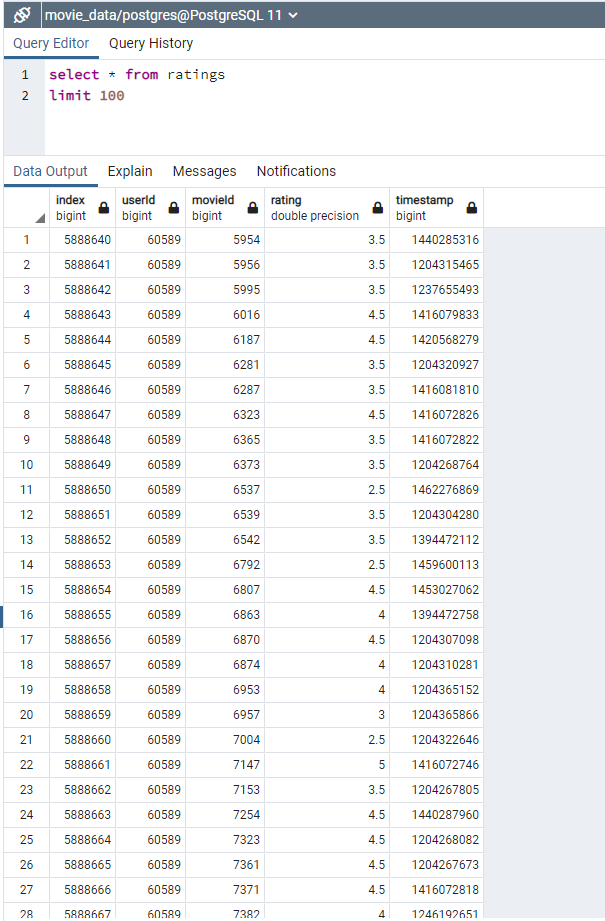 movie_data/postgres@PostgreSQL 11
Query Editor Query History
1 select * from ratings
2 limit 100
Data Output Explain Messages Notifications
index userId movieId rating timestamp
bigint bigint bigint double precision bigint
1 5888640 60589 5954 3.5 1440285316
2 5888641 60589 5956 3.5 1204315465
3 5888642 60589 5995 3.5 1237655493
4 5888643 60589 6016 4.5 1416079833
5 5888644 60589 6187 4.5 1420568279
6 5888645 60589 6281 3.5 1204320927
7 5888646 60589 6287 3.5 1416081810
8 5888647 60589 6323 4.5 1416072826
9 5888648 60589 6365 3.5 1416072822
10 5888649 60589 6373 3.5 1204268764
11 5888650 60589 6537 2.5 1462276869
12 5888651 60589 6539 3.5 1204304280
13 5888652 60589 6542 3.5 1394472112
14 5888653 60589 6792 2.5 1459600113
15 5888654 60589 6807 4.5 1453027062
16 5888655 60589 6863 4 1394472758
17 5888656 60589 6870 4.5 1204307098
18 5888657 60589 6874 4 1204310281
19 5888658 60589 6953 4 1204365152
20 5888659 60589 6957 3 1204365866
21 5888660 60589 7004 2.5 1204322646
22 5888661 60589 7147 5 1416072746
23 5888662 60589 7153 3.5 1204267805
24 5888663 60589 7254 4.5 1440287960
25 5888664 60589 7323 4.5 1204268082
26 5888665 60589 7361 4.5 1204267673
27 5888666 60589 7371 4.5 1416072818
28 5888667 60589 7382 4 1246192651